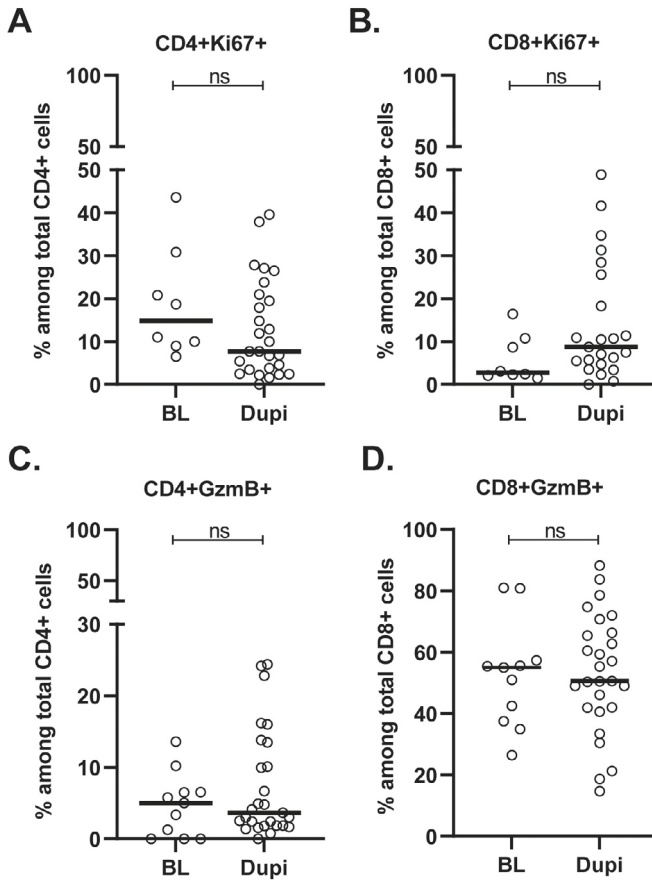 A
CD4+Ki67+
ns
% among total CD4+ cells
100
50
50
40
30
20
10
0
BL Dupi
B.
CD8+Ki67+
ns
% among total CD8+ cells
100
50
50
40
30
20
10
0
BL Dupi
C.
CD4+GzmB+
ns
% among total CD4+ cells
100
50
30
20
10
0
BL Dupi
D.
CD8+GzmB+
ns
% among total CD8+ cells
100
80
60
40
20
0
BL Dupi